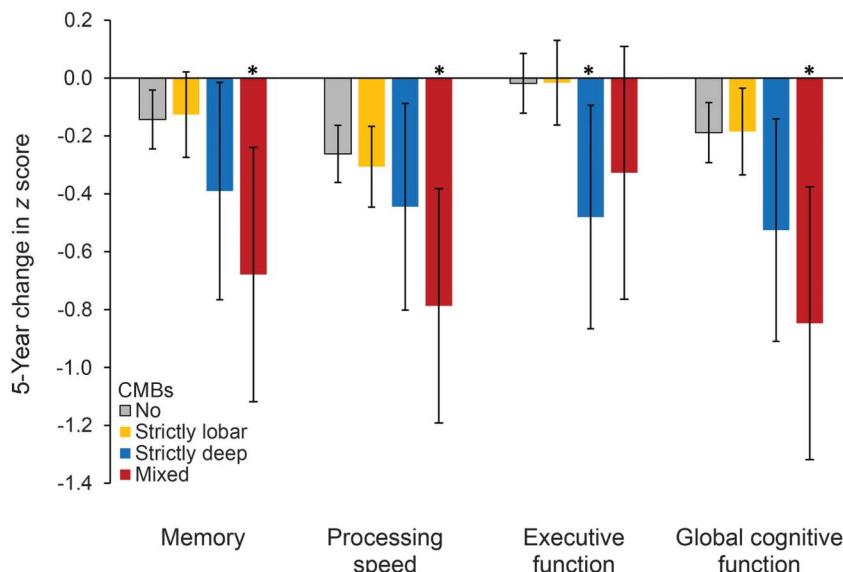 0.2
0.0
-0.2
-0.4
-0.6
-0.8
-1.0
-1.2
-1.4
5-Year change in z score
* * * *
CMBs
No
Strictly lobar
Strictly deep
Mixed
Memory Processing speed Executive function Global cognitive function